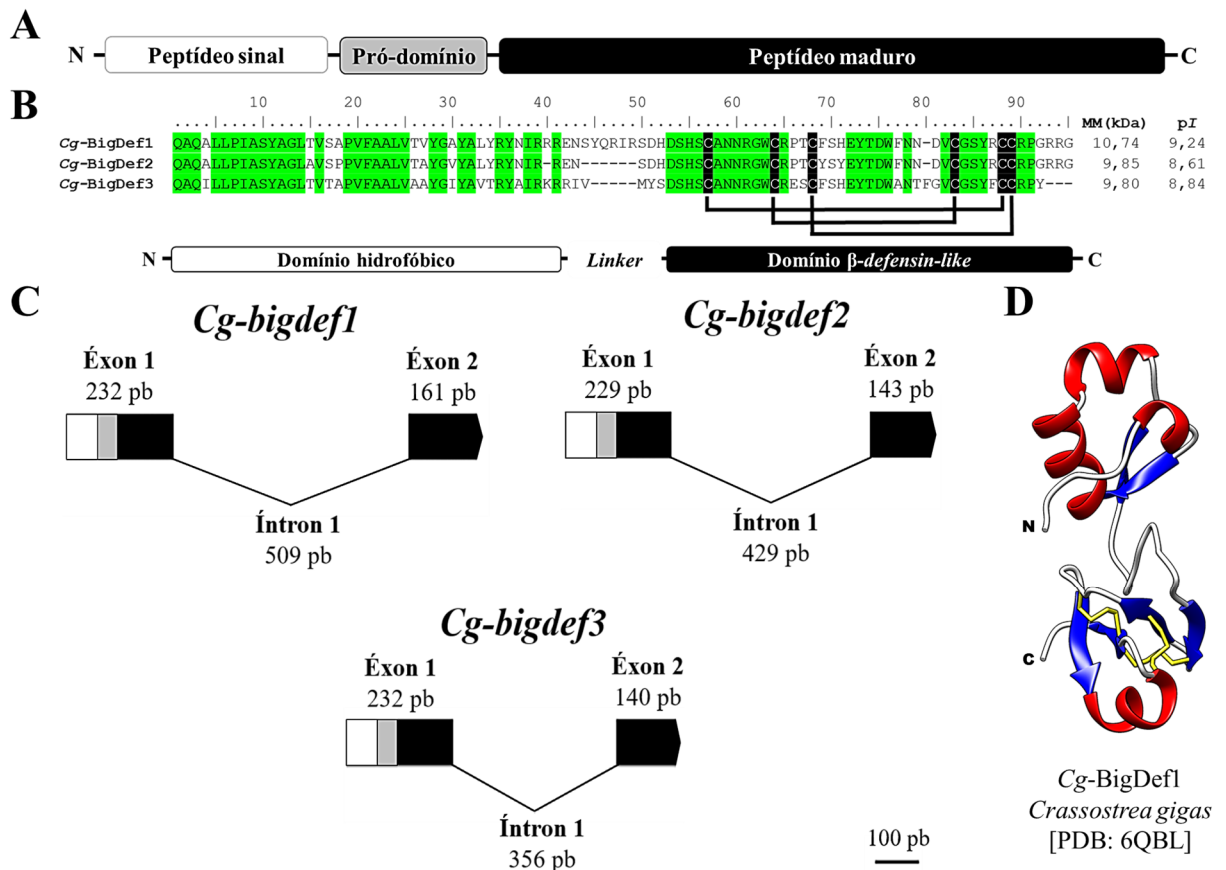 A
N
Peptídeo sinal
Pró-domínio
Peptídeo maduro
C
B
10 20 30 40 50 60 70 80 90
MM(kDa) pI
Cg-BigDef1 QAQALLPIASYAGLTVSAPVFAALVTVYGAYALYRYNIRRRENSYQRIRSDHDSHSCANNRGWCRPTCFSHEYTDWFNN-DVCGSYRCCRPGRRG 10,74 9,24
Cg-BigDef2 QAQALLPIASYAGLAVSPPVFAALVTVYGVYALYRYNIR-REN------SDHDSHSCANNRGWCRPTCYSHEYTDWFNN-DVCGSYRCCRPGRRG 9,85 8,61
Cg-BigDef3 QAQILLPIASYAGLTVTAPVFAALVSAYGIYAVTRYAIRKRRIV-----MYSDSHSCANNRGWCRESCFSHEYTDWANTFGVCGSYFCCRPY--- 9,80 8,84
N
Domínio hidrofóbico
Linker
Domínio β-defensin-like
C
C
Cg-bigdef1
Éxon 1
232 pb
Éxon 2
161 pb
Íntron 1
509 pb
Cg-bigdef2
Éxon 1
229 pb
Éxon 2
143 pb
Íntron 1
429 pb
Cg-bigdef3
Éxon 1
232 pb
Éxon 2
140 pb
Íntron 1
356 pb
100 pb
D
N
C
Cg-BigDef1
Crassostrea gigas
[PDB: 6QBL]